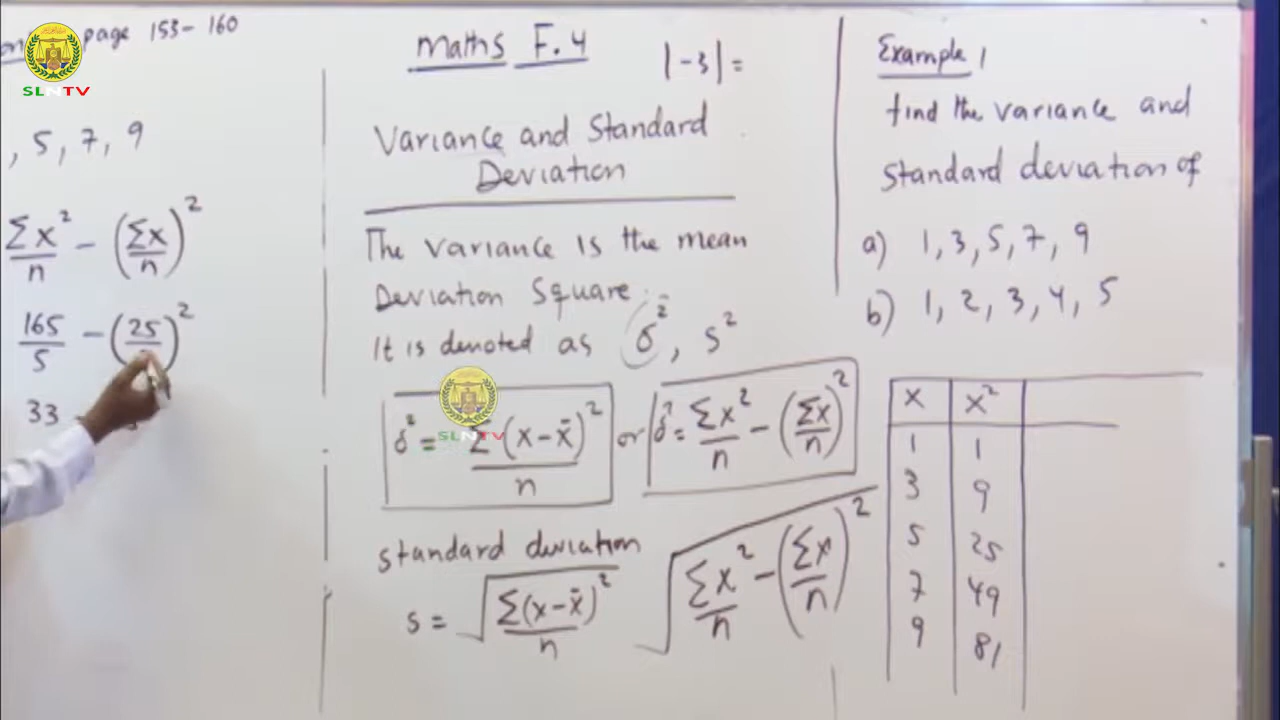 page 153-160
SLNTV
, 5, 7, 9
Σx²/n - (Σx/n)²
165/5 - (25/)²
33
Maths F.4
|-3| =
Variance and Standard
Deviation
The variance is the mean
Deviation Square.
It is denoted as σ², s²
σ² = Σ(x-x̄)²/n or σ² = Σx²/n - (Σx/n)²
SLNTV
standard deviation
s = √(Σ(x-x̄)²/n) √(Σx²/n - (Σx/n)²)
Example 1
find the variance and
standard deviation of
a) 1, 3, 5, 7, 9
b) 1, 2, 3, 4, 5
x x²
1 1
3 9
5 25
7 49
9 81